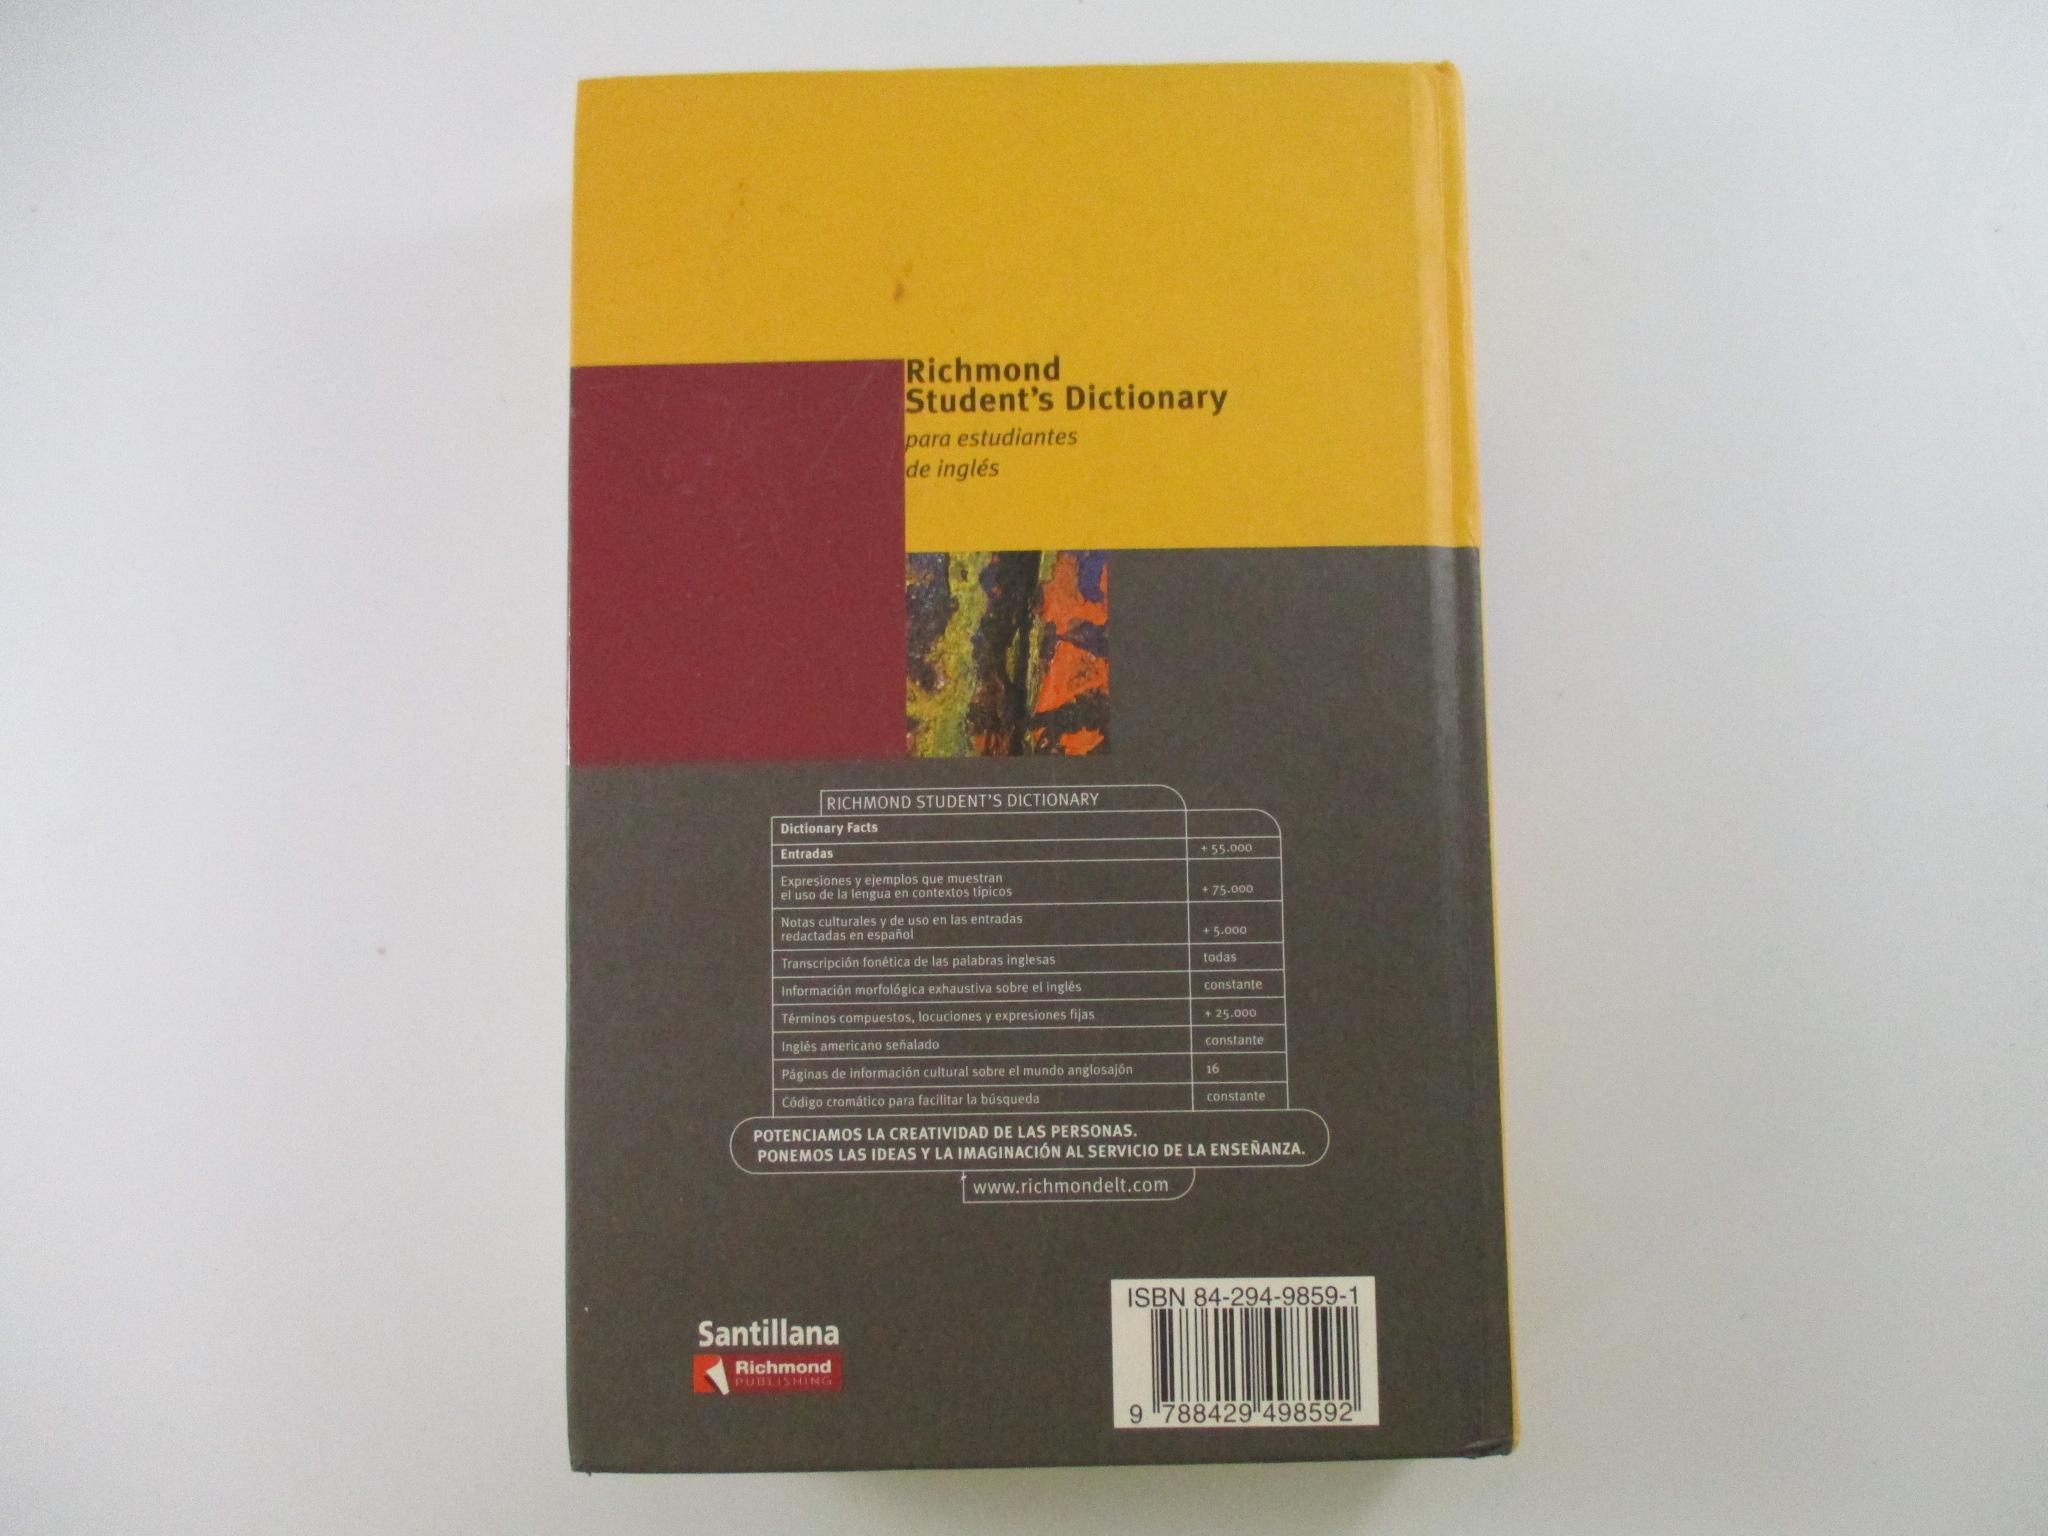 Richmond
Student's Dictionary
para estudiantes
de inglés
RICHMOND STUDENT'S DICTIONARY
Dictionary Facts
Entradas + 55.000
Expresiones y ejemplos que muestran
el uso de la lengua en contextos típicos + 75.000
Notas culturales y de uso en las entradas
redactadas en español + 5.000
Transcripción fonética de las palabras inglesas todas
Información morfológica exhaustiva sobre el inglés constante
Términos compuestos, locuciones y expresiones fijas + 25.000
Inglés americano señalado constante
Páginas de información cultural sobre el mundo anglosajón 16
Código cromático para facilitar la búsqueda constante
POTENCIAMOS LA CREATIVIDAD DE LAS PERSONAS.
PONEMOS LAS IDEAS Y LA IMAGINACIÓN AL SERVICIO DE LA ENSEÑANZA.
www.richmondelt.com
Santillana
Richmond
PUBLISHING
ISBN 84-294-9859-1
9 788429 498592